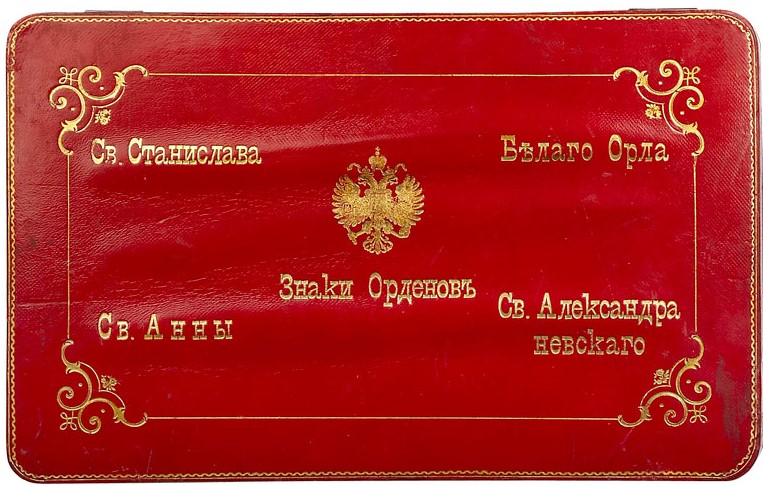 Св. Станислава
Бѣлаго Орла
Знаки Орденовъ
Св. Анны
Св. Александра
невскаго